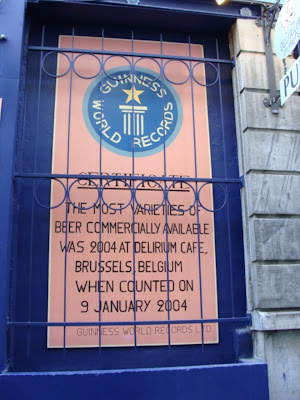 GUINNESS
WORLD
RECORDS
CERTIFICATE
THE MOST VARIETIES OF
BEER COMMERCIALLY AVAILABLE
WAS 2004 AT DELIRIUM CAFE,
BRUSSELS, BELGIUM
WHEN COUNTED ON
9 JANUARY 2004
GUINNESS WORLD RECORDS LTD
PU